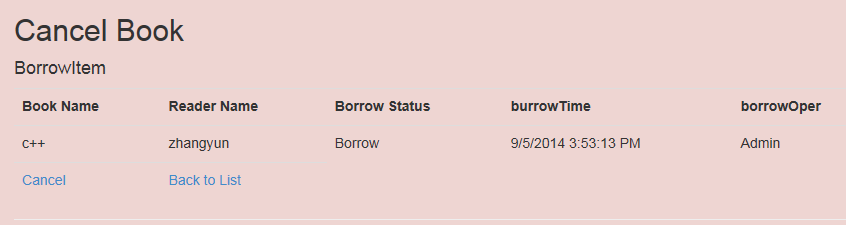 Cancel Book
BorrowItem
Book Name Reader Name Borrow Status burrowTime borrowOper
c++ zhangyun Borrow 9/5/2014 3:53:13 PM Admin
Cancel Back to List